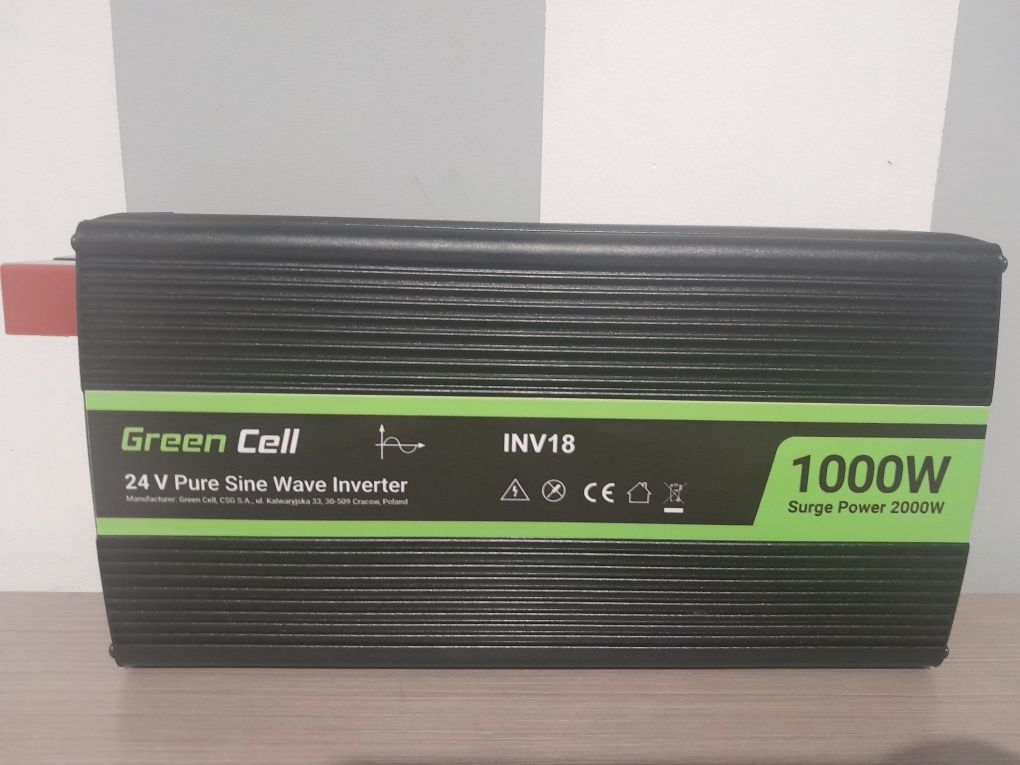 Green Cell
24 V Pure Sine Wave Inverter
Manufacturer: Green Cell, CSG S.A., ul. Kalwaryjska 33, 30-509 Cracow, Poland
INV18
CE
1000W
Surge Power 2000W